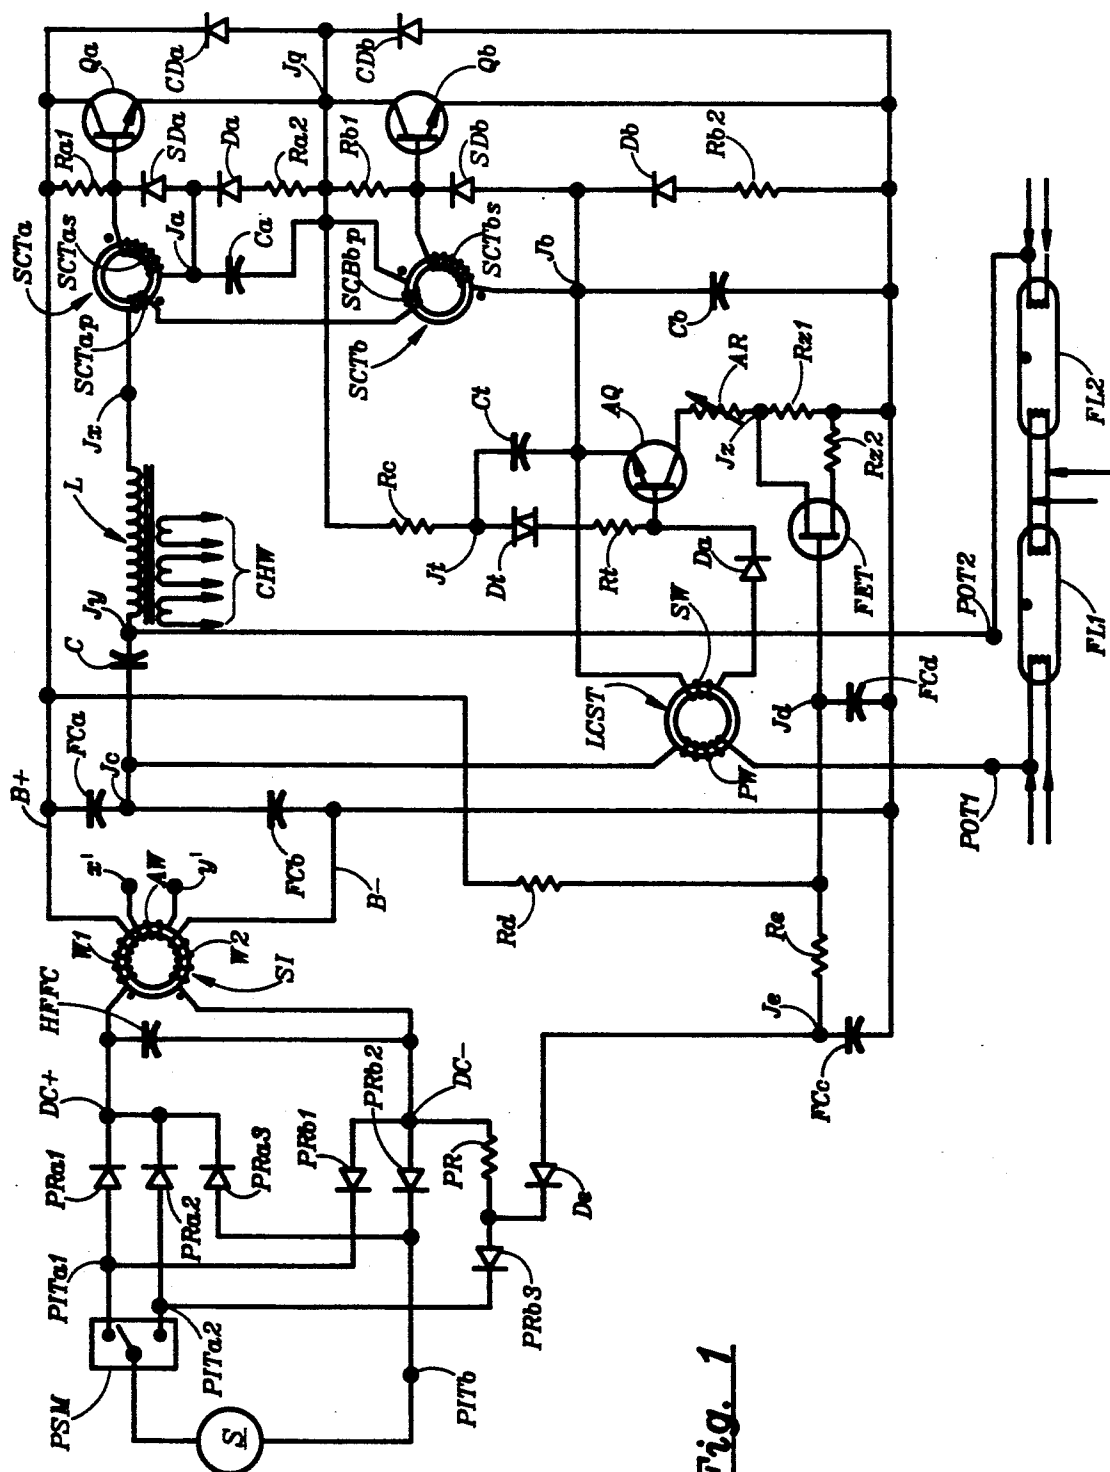 PSM
PITa1
PRa1
DC+
HFFC
W1
x'
B+
FCa
Jc
C
Jy
L
Jx
SCTap
SCTa
SCTas
Ra1
Qa
S
PITa2
PRa2
PRa3
W2
SI
AW
y'
CHW
Ja
SDa
Da
CDa
Ca
Ra2
Jq
PRb1
PRb2
FCb
B-
SCTb
SCBbp
Rb1
CDb
PITb
PR
DC-
Rc
Ct
SCTbs
SDb
Qb
PRb3
De
Rd
Jt
Dt
LCST
Rt
AQ
Jb
SW
Da
Db
Cb
PW
Re
Je
Jd
Jz
AR
Rz1
Rb2
FCc
FCd
FET
Rz2
POT1
POT2
FL1
FL2
Fig. 1